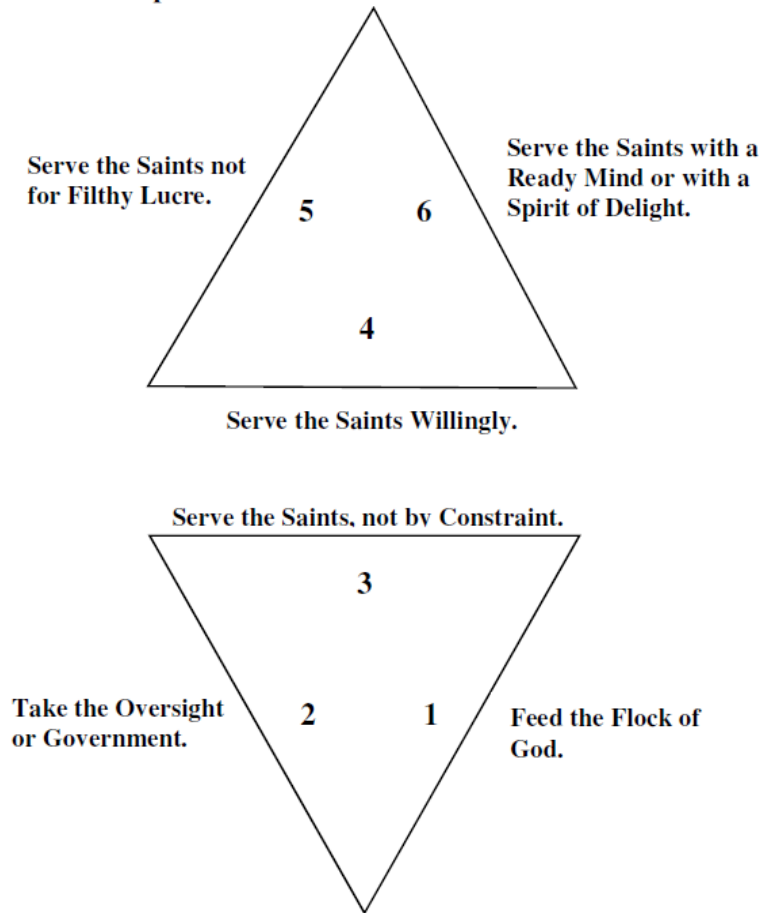 Serve the Saints not
for Filthy Lucre.
Serve the Saints with a
Ready Mind or with a
Spirit of Delight.
5
6
4
Serve the Saints Willingly.
Serve the Saints, not by Constraint.
3
Take the Oversight
or Government.
2
1
Feed the Flock of
God.